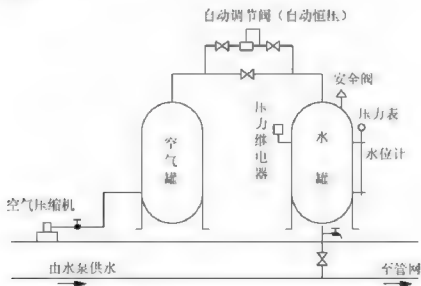 自动调节阀（自动恒压）
安全阀
压力表
压力继电器
空气罐
水罐
水位计
空气压缩机
由水泵供水
至管网